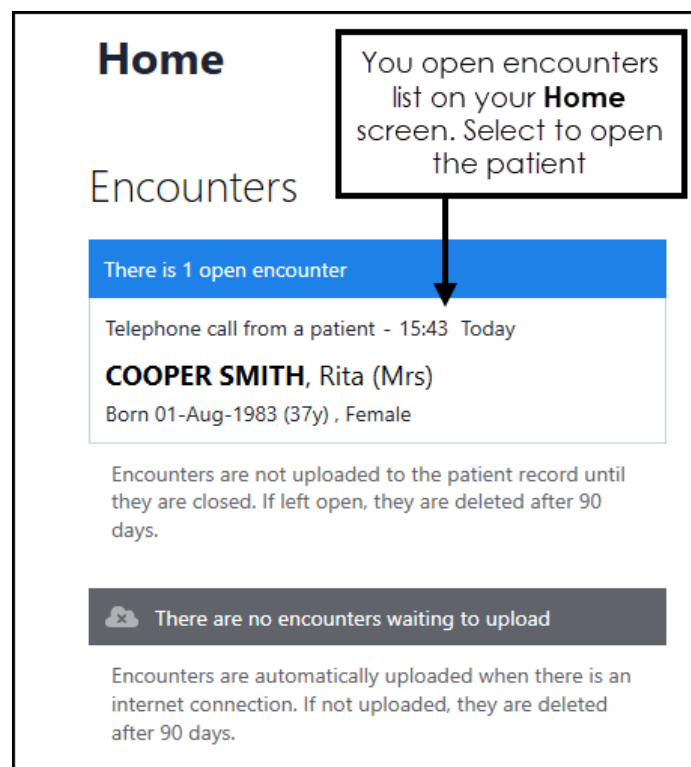 Home
You open encounters
list on your Home
screen. Select to open
the patient
Encounters
There is 1 open encounter
Telephone call from a patient - 15:43 Today
COOPER SMITH, Rita (Mrs)
Born 01-Aug-1983 (37y) , Female
Encounters are not uploaded to the patient record until
they are closed. If left open, they are deleted after 90
days.
There are no encounters waiting to upload
Encounters are automatically uploaded when there is an
internet connection. If not uploaded, they are deleted
after 90 days.